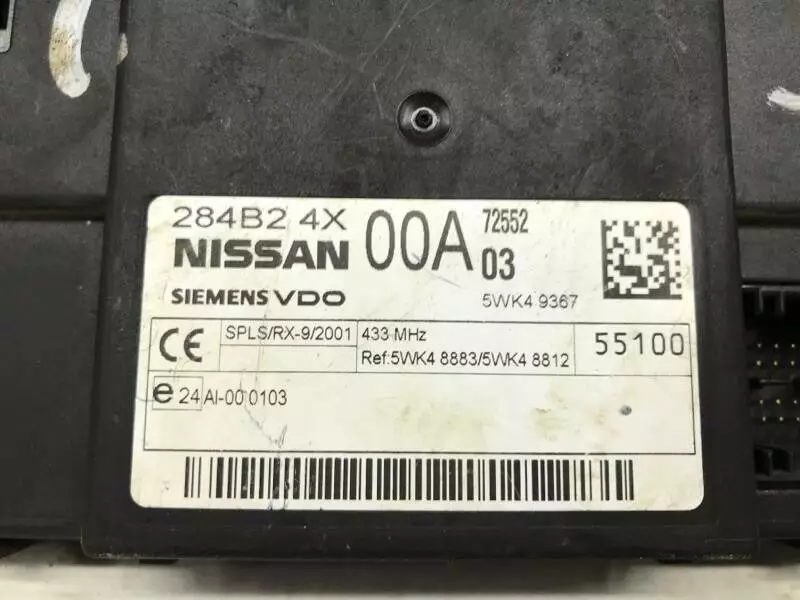 284B2 4X 00A 72552
NISSAN 03
SIEMENS VDO 5WK4 9367
CE SPLS/RX-9/2001 433 MHz 55100
Ref:5WK4 8883/5WK4 8812
e 24 AI-00 0103